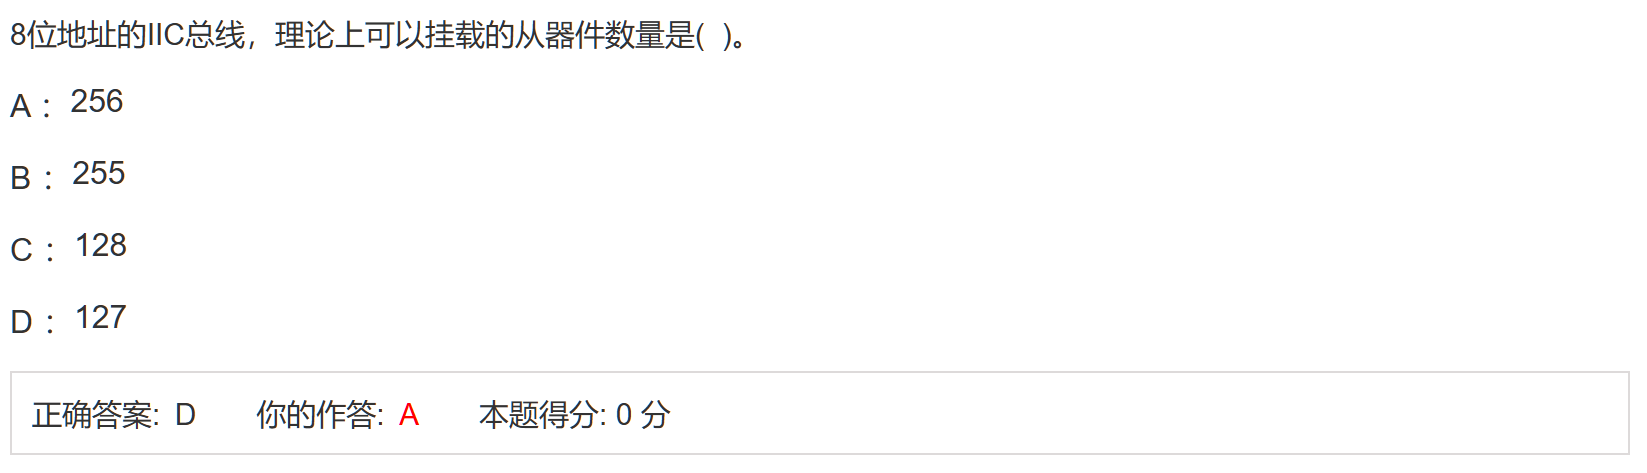 8位地址的IIC总线，理论上可以挂载的从器件数量是( )。
A： 256
B： 255
C： 128
D： 127
正确答案: D 你的作答: A 本题得分: 0 分